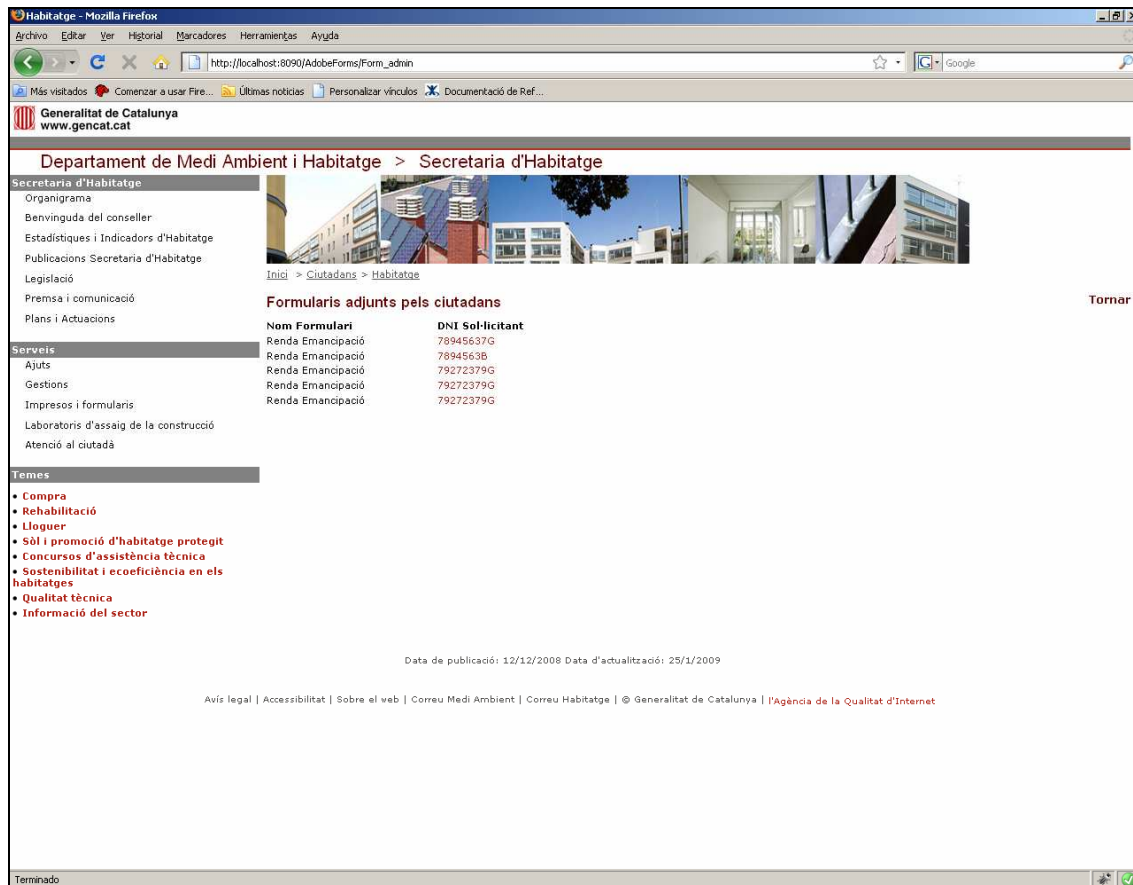 Habitatge - Mozilla Firefox
Archivo Editar Ver Historial Marcadores Herramientas Ayuda
http://localhost:8090/AdobeForms/Form_admin
Google
Más visitados Comenzar a usar Fire... Últimas noticias Personalizar vínculos Documentació de Ref...
Generalitat de Catalunya
www.gencat.cat
Departament de Medi Ambient i Habitatge > Secretaria d'Habitatge
Secretaria d'Habitatge
Organigrama
Benvinguda del conseller
Estadístiques i Indicadors d'Habitatge
Publicacions Secretaria d'Habitatge
Legislació
Premsa i comunicació
Plans i Actuacions
Serveis
Ajuts
Gestions
Impresos i formularis
Laboratoris d'assaig de la construcció
Atenció al ciutadà
Temes
• Compra
• Rehabilitació
• Lloguer
• Sòl i promoció d'habitatge protegit
• Concursos d'assistència tècnica
• Sostenibilitat i ecoeficiència en els
habitatges
• Qualitat tècnica
• Informació del sector
Inici > Ciutadans > Habitatge
Formularis adjunts pels ciutadans
Tornar
Nom Formulari DNI Sol·licitant
Renda Emancipació 78945637G
Renda Emancipació 7894563B
Renda Emancipació 79272379G
Renda Emancipació 79272379G
Renda Emancipació 79272379G
Data de publicació: 12/12/2008 Data d'actualització: 25/1/2009
Avís legal | Accessibilitat | Sobre el web | Correu Medi Ambient | Correu Habitatge | © Generalitat de Catalunya | l'Agència de la Qualitat d'Internet
Terminado